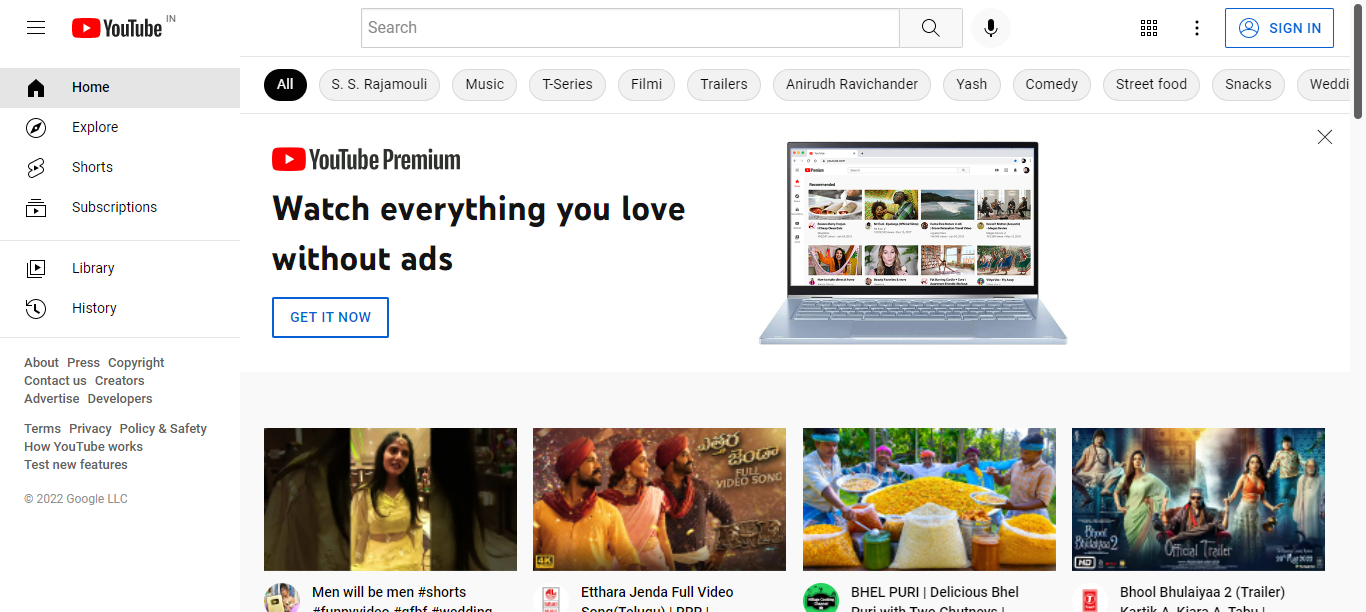 YouTube IN
Search
SIGN IN
Home
Explore
Shorts
Subscriptions
Library
History
About Press Copyright
Contact us Creators
Advertise Developers
Terms Privacy Policy & Safety
How YouTube works
Test new features
© 2022 Google LLC
All S. S. Rajamouli Music T-Series Filmi Trailers Anirudh Ravichander Yash Comedy Street food Snacks Weddi
YouTube Premium
Watch everything you love
without ads
GET IT NOW
Premium
Recommended
ఎత్తర
జెండా
FULL
VIDEO SONG
4K
Bhool
Bhulaiyaa 2
Official Trailer
HD
Men will be men #shorts
#funnyvideo #gfbf #wedding
Etthara Jenda Full Video
Song(Telugu) | RRR |
BHEL PURI | Delicious Bhel
Puri with Two Chutneys |
Bhool Bhulaiyaa 2 (Trailer)
Kartik A, Kiara A, Tabu |